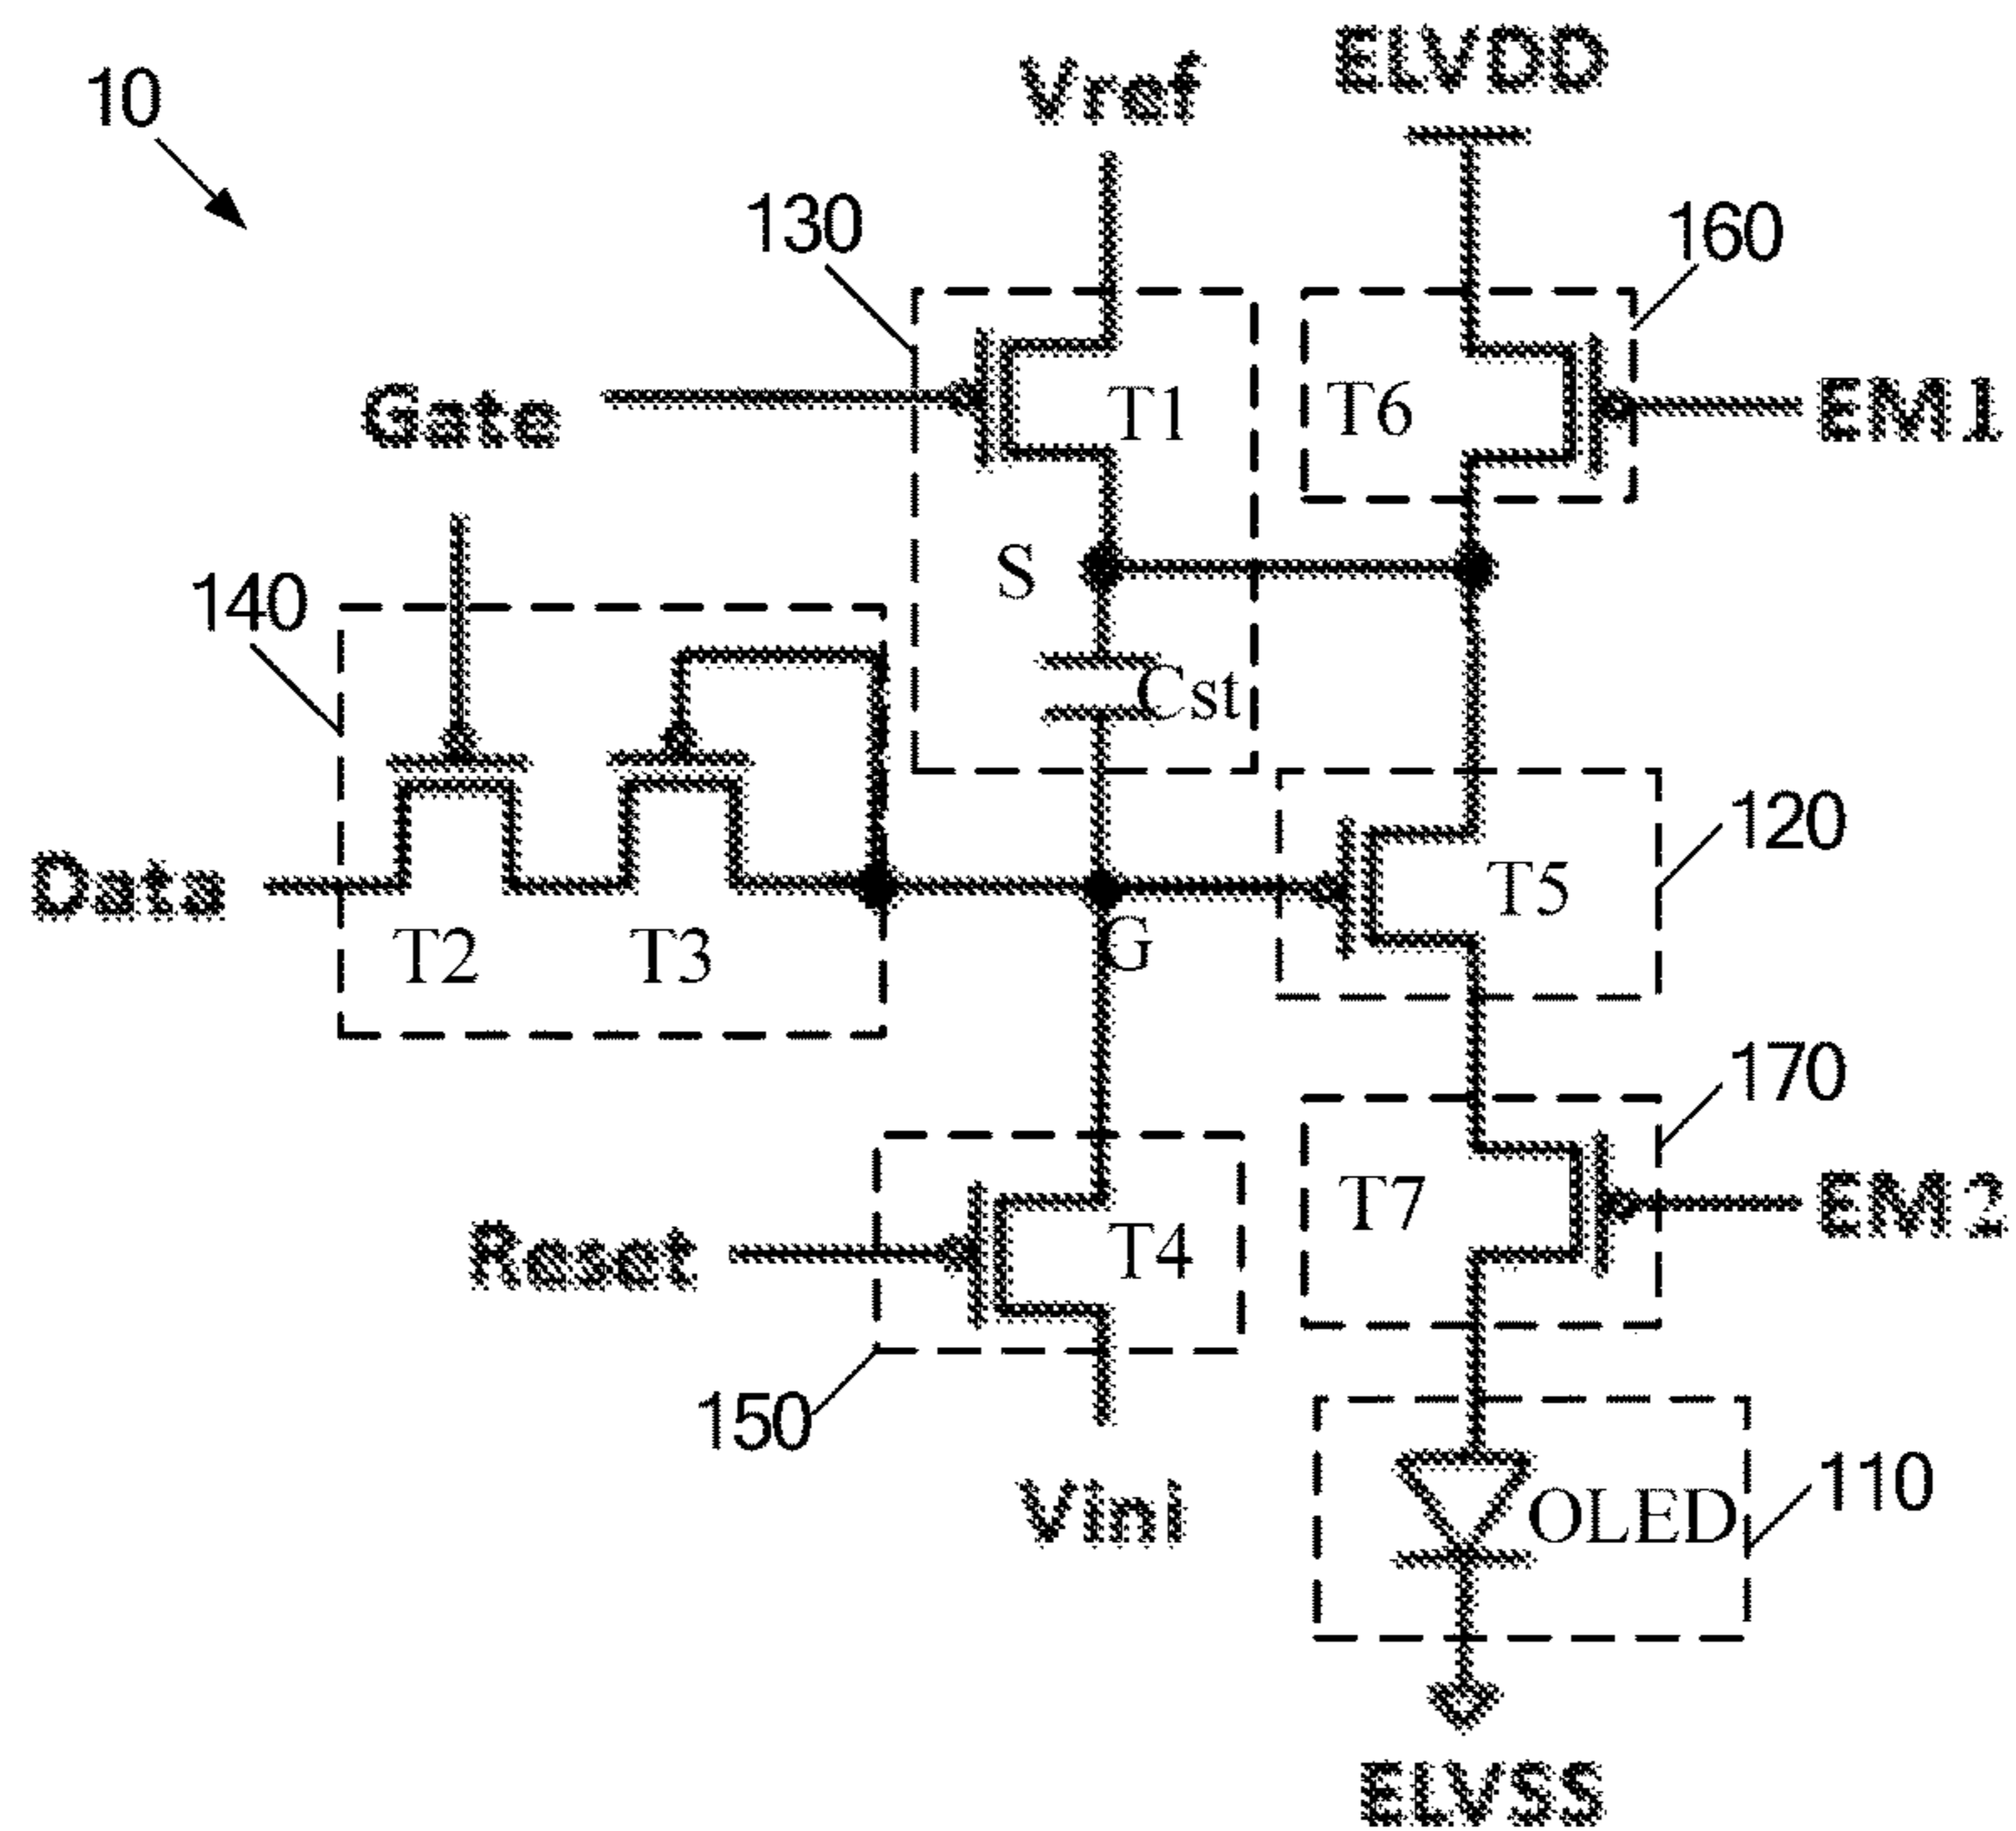 10
Vref
ELVDD
130
160
Gate
T1
T6
EM1
S
140
Cst
120
Data
T5
T2
T3
G
170
T7
EM2
Reset
T4
150
Vini
OLED
110
ELVSS